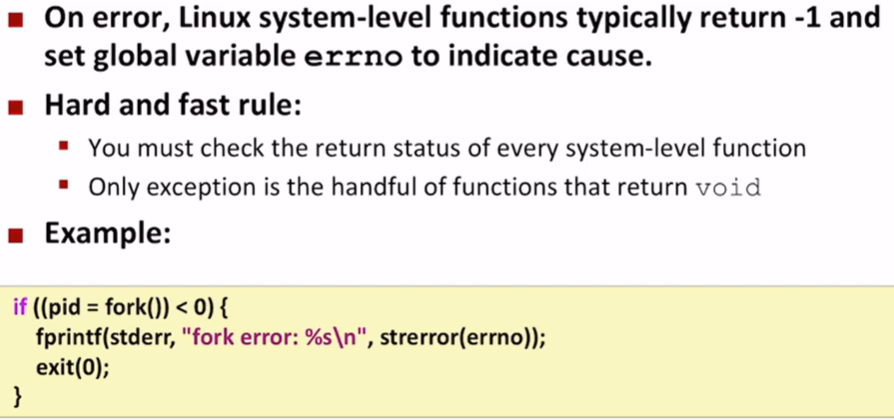 On error, Linux system-level functions typically return -1 and
set global variable errno to indicate cause.
Hard and fast rule:
You must check the return status of every system-level function
Only exception is the handful of functions that return void
Example:
if ((pid = fork()) < 0) {
fprintf(stderr, "fork error: %s\n", strerror(errno));
exit(0);
}